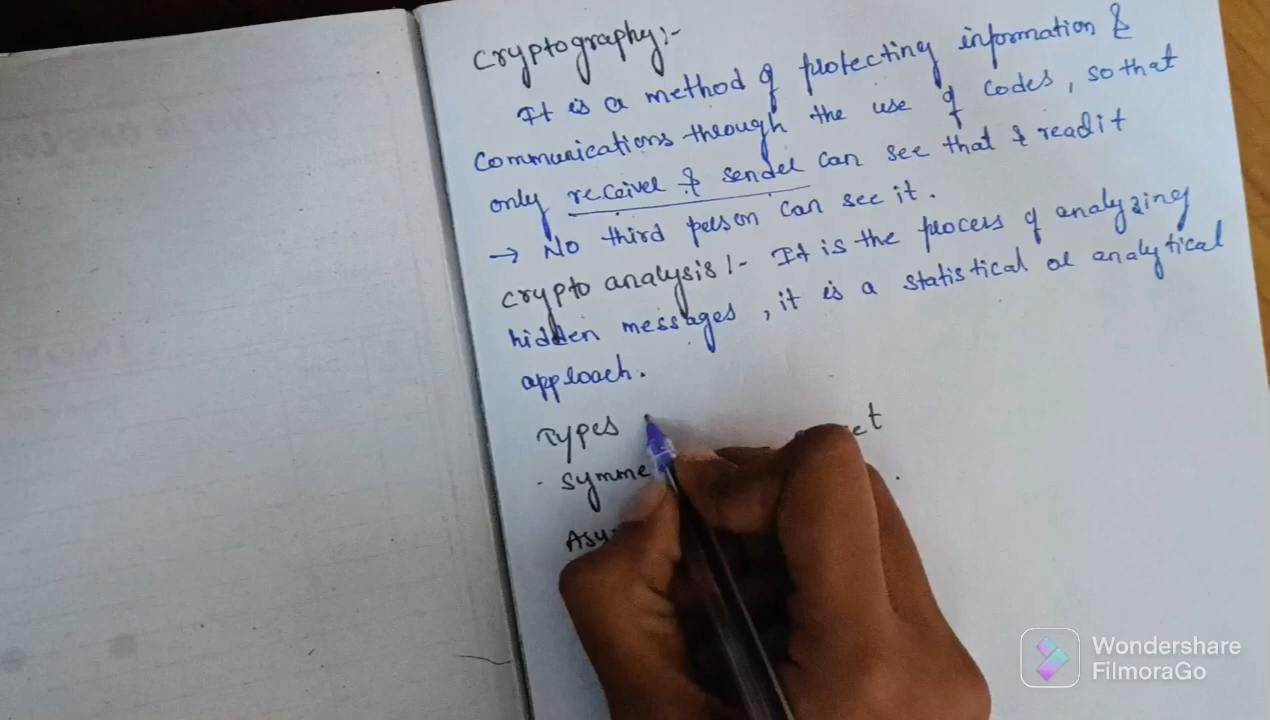 Cryptography:-
It is a method of protecting information &
communications through the use of codes, so that
only receiver & sender can see that & read it
→ No third person can see it.
crypto analysis:- It is the process of analyzing
hidden messages, it is a statistical or analytical
approach.
Types
· Symme
Wondershare
FilmoraGo